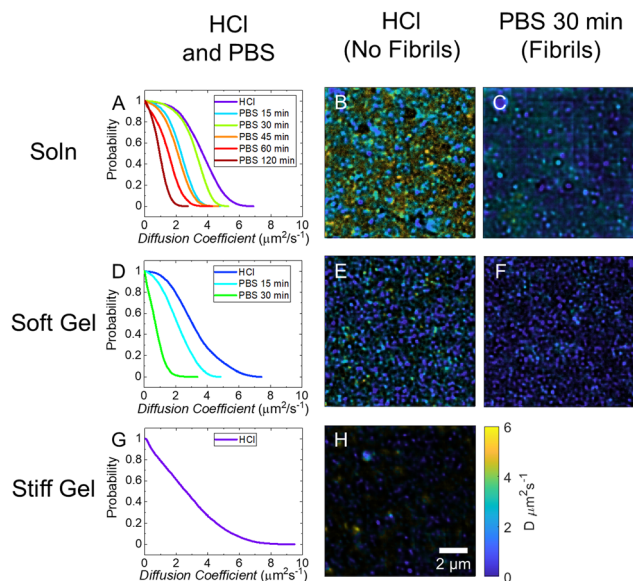 HCl
and PBS
HCl
(No Fibrils)
PBS 30 min
(Fibrils)
Soln
A
Probability
1
0.8
0.6
0.4
0.2
0
0 2 4 6 8 10
Diffusion Coefficient (μm²/s⁻¹)
HCl
PBS 15 min
PBS 30 min
PBS 45 min
PBS 60 min
PBS 120 min
B
C
Soft Gel
D
Probability
1
0.8
0.6
0.4
0.2
0
0 2 4 6 8 10
Diffusion Coefficient (μm²/s⁻¹)
HCl
PBS 15 min
PBS 30 min
E
F
Stiff Gel
G
Probability
1
0.8
0.6
0.4
0.2
0
0 2 4 6 8 10
Diffusion Coefficient (μm²/s⁻¹)
HCl
H
2 μm
6
4
2
0
D μm²s⁻¹